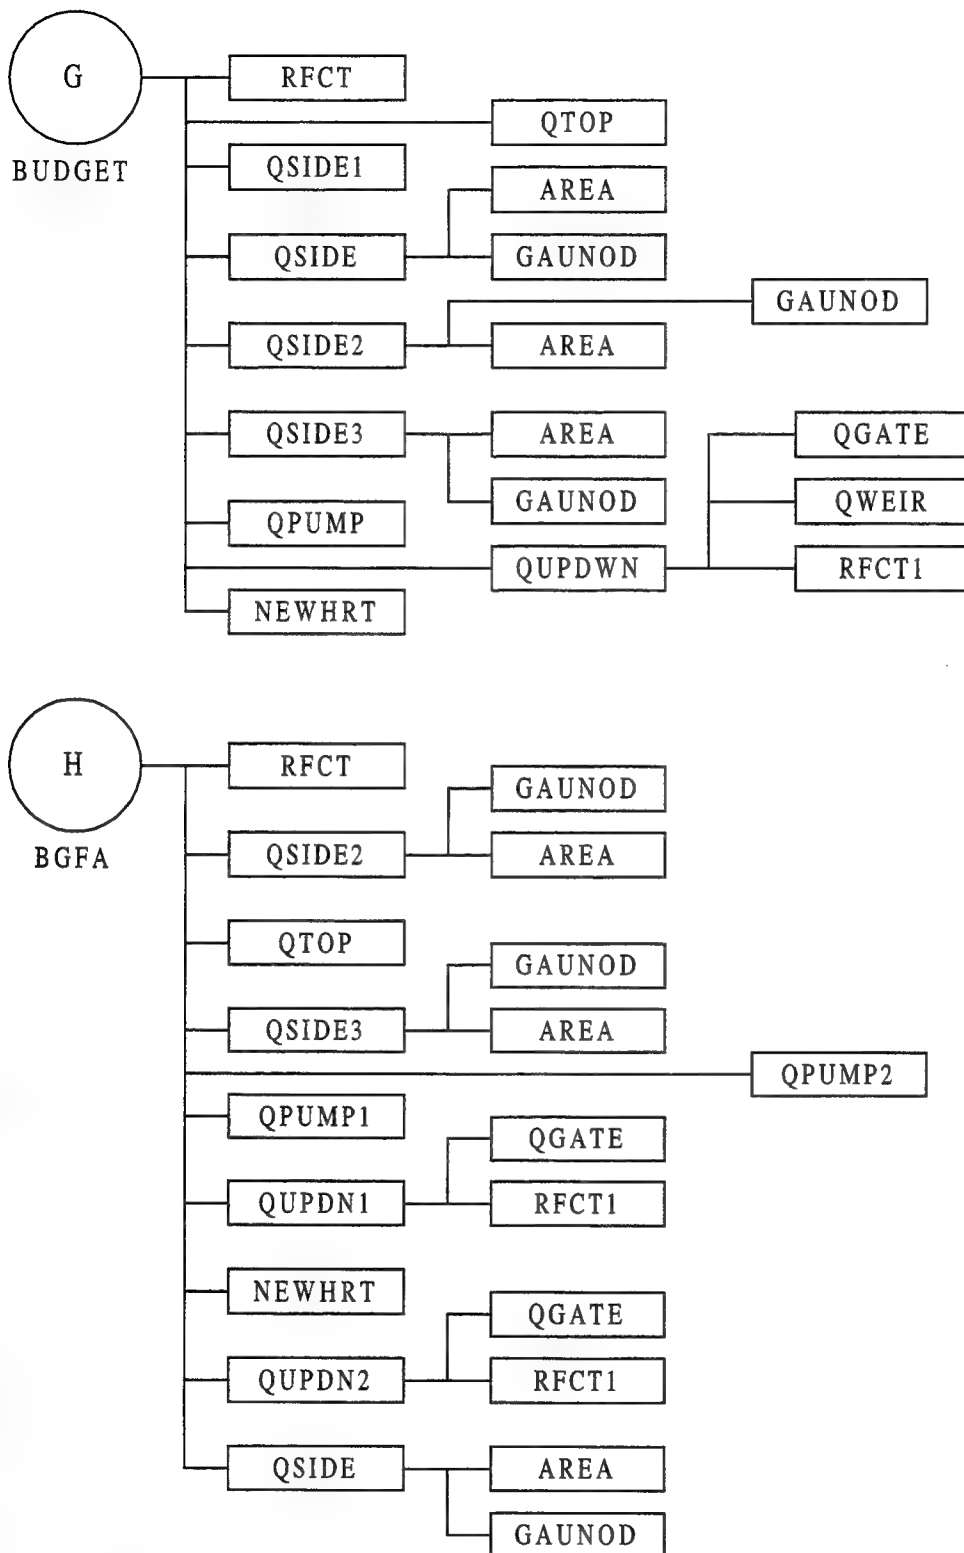 G
BUDGET
RFCT
QTOP
QSIDE1
AREA
QSIDE
GAUNOD
GAUNOD
QSIDE2
AREA
QSIDE3
AREA
QGATE
GAUNOD
QWEIR
QPUMP
QUPDWN
RFCT1
NEWHRT
H
BGFA
RFCT
GAUNOD
QSIDE2
AREA
QTOP
GAUNOD
QSIDE3
AREA
QPUMP2
QPUMP1
QGATE
QUPDN1
RFCT1
NEWHRT
QGATE
QUPDN2
RFCT1
QSIDE
AREA
GAUNOD